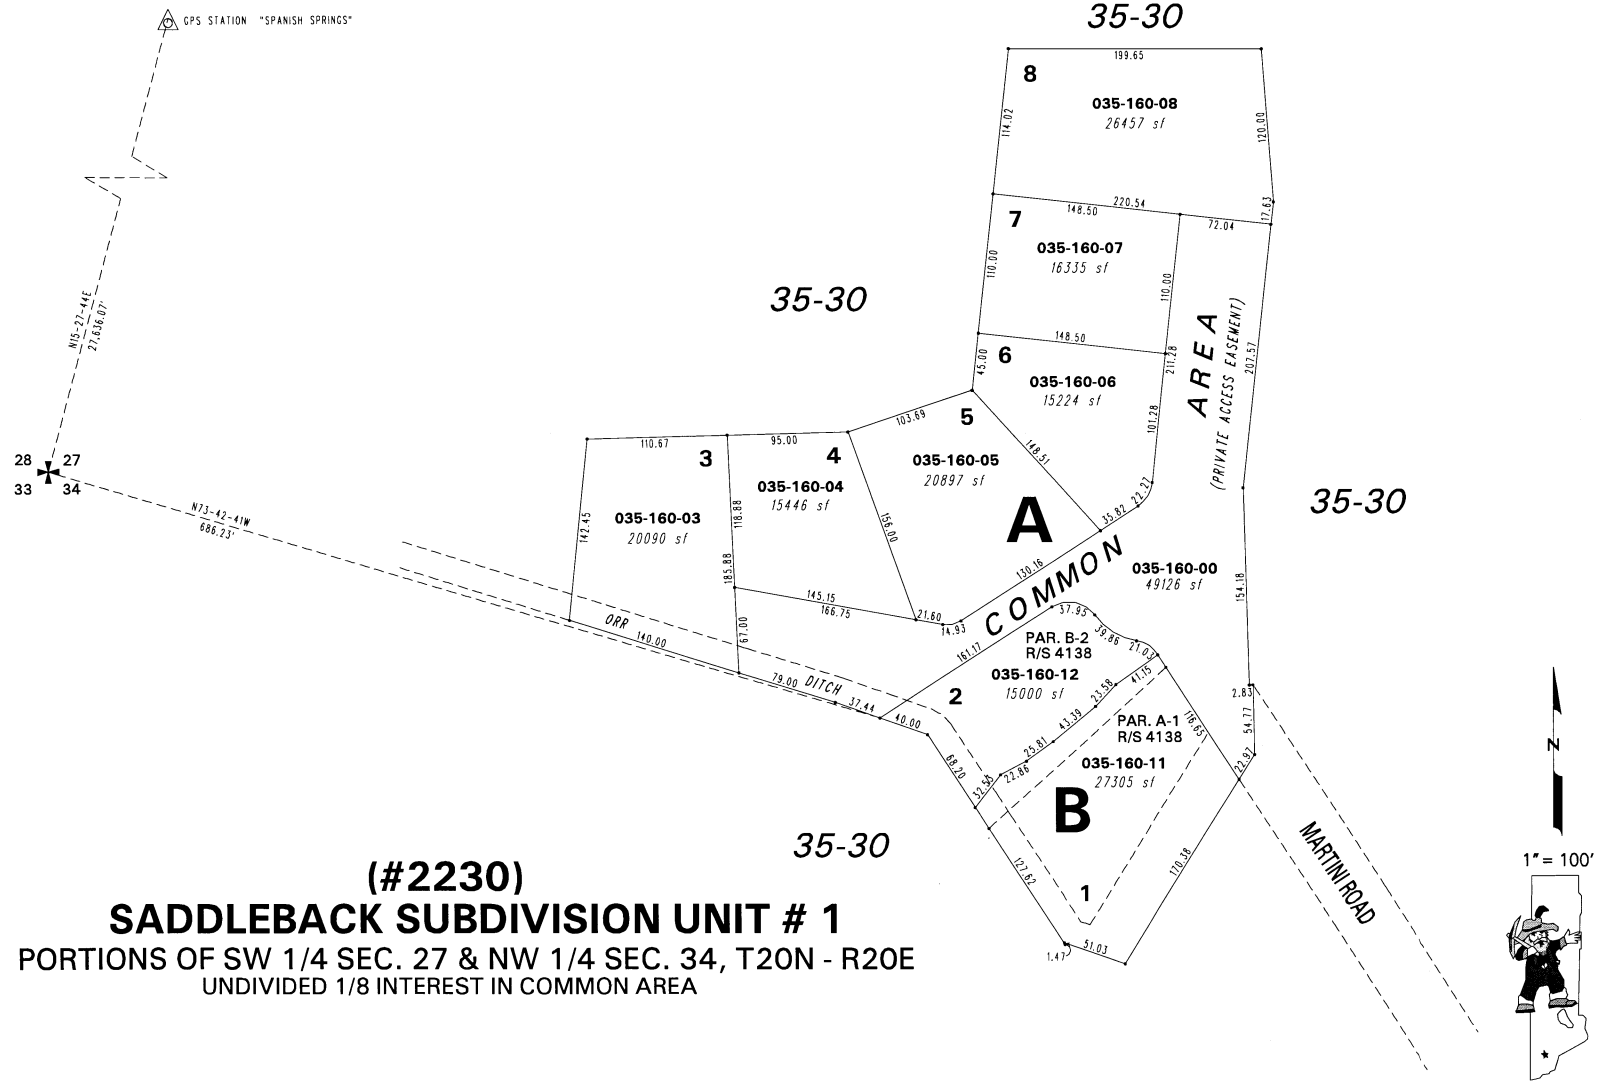 35-30
GPS STATION "SPANISH SPRINGS"
199.65
8
035-160-08
26457 sf
114.02
120.00
17.63
220.54
148.50
72.04
7
035-160-07
16335 sf
110.00
110.00
N15-27-44E
27,636.07'
35-30
148.50
6
035-160-06
15224 sf
45.00
211.28
101.28
22.27
AREA
(PRIVATE ACCESS EASEMENT)
207.57
103.69
5
035-160-05
20897 sf
148.51
110.67
95.00
3
4
035-160-04
15446 sf
28 27
33 34
N73-42-41W
686.23'
142.45
035-160-03
20090 sf
118.88
185.88
156.00
A
35.82
130.16
COMMON
035-160-00
49126 sf
35-30
154.18
145.15
166.75
21.60
14.93
ORR
140.00
67.00
79.00
DITCH
37.44
40.00
161.17
37.95
39.86
21.03
PAR. B-2
R/S 4138
035-160-12
15000 sf
2
41.15
23.58
43.39
25.81
22.86
32.53
68.20
2.83
54.77
22.97
116.65
PAR. A-1
R/S 4138
035-160-11
27305 sf
B
1
127.62
170.38
51.03
1.47
MARTINI ROAD
35-30
N
1" = 100'
(#2230)
SADDLEBACK SUBDIVISION UNIT # 1
PORTIONS OF SW 1/4 SEC. 27 & NW 1/4 SEC. 34, T20N - R20E
UNDIVIDED 1/8 INTEREST IN COMMON AREA